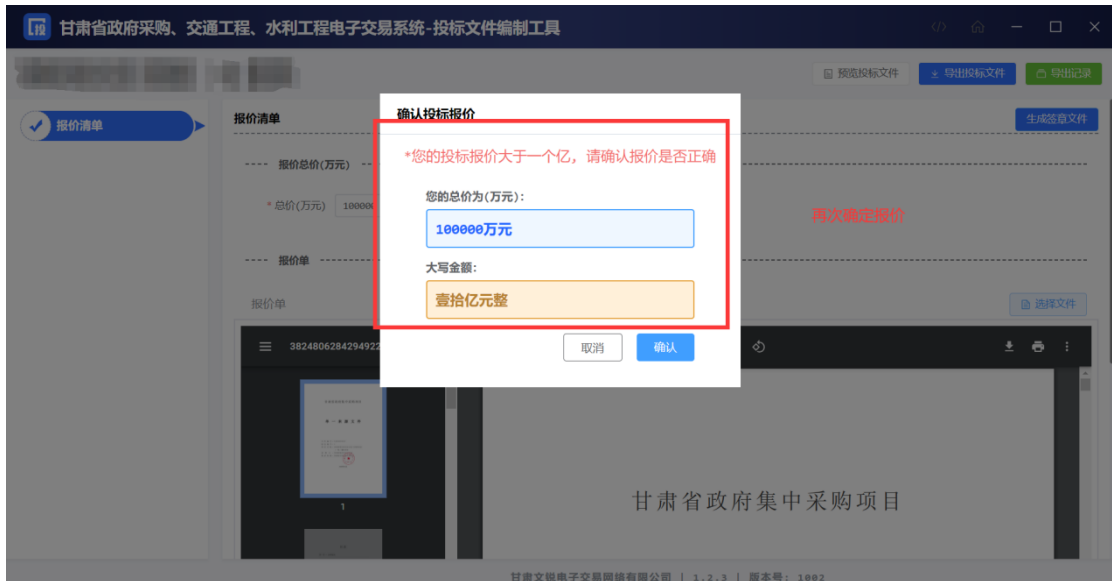 投 甘肃省政府采购、交通工程、水利工程电子交易系统-投标文件编制工具
预览投标文件 导出投标文件 导出记录
报价清单
报价清单
生成签章文件
---- 报价总价(万元) --
* 总价(万元) 100000
---- 报价单
报价单
选择文件
确认投标报价
*您的投标报价大于一个亿，请确认报价是否正确
您的总价为(万元):
100000万元
大写金额:
壹拾亿元整
取消 确认
再次确定报价
3824806284294922
1
甘肃省政府集中采购项目
甘肃文锐电子交易网络有限公司 | 1.2.3 | 版本号: 1002